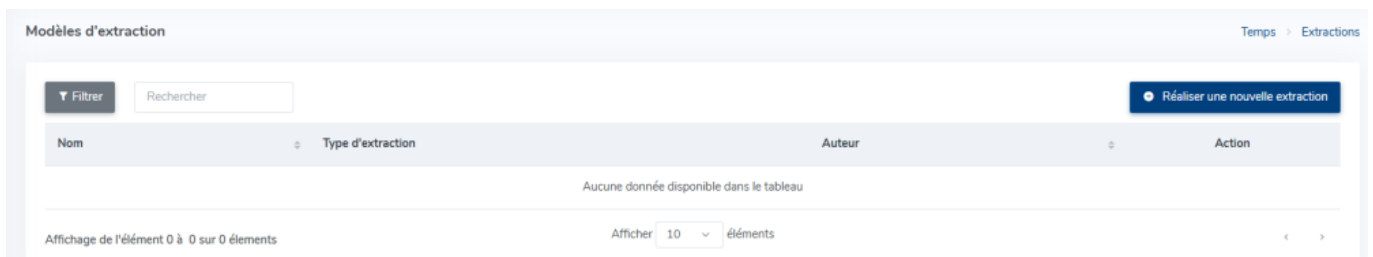 Modèles d'extraction
Temps > Extractions
Filtrer
Rechercher
Réaliser une nouvelle extraction
Nom Type d'extraction Auteur Action
Aucune donnée disponible dans le tableau
Affichage de l'élément 0 à 0 sur 0 élements
Afficher 10 éléments